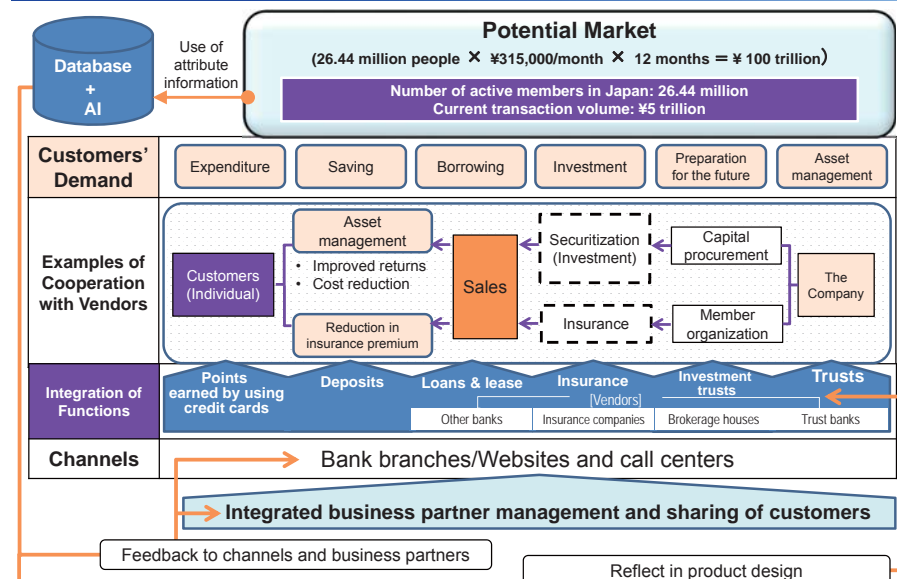 Database
+
AI
Use of
attribute
information
Potential Market
(26.44 million people × ¥315,000/month × 12 months = ¥ 100 trillion)
Number of active members in Japan: 26.44 million
Current transaction volume: ¥5 trillion
Customers'
Demand
Expenditure
Saving
Borrowing
Investment
Preparation
for the future
Asset
management
Examples of
Cooperation
with Vendors
Customers
(Individual)
Asset
management
• Improved returns
• Cost reduction
Reduction in
insurance premium
Sales
Securitization
(Investment)
Insurance
Capital
procurement
Member
organization
The
Company
Integration of
Functions
Points
earned by using
credit cards
Deposits
Loans & lease
Insurance
Investment
trusts
Trusts
[Vendors]
Other banks
Insurance companies
Brokerage houses
Trust banks
Channels
Bank branches/Websites and call centers
Integrated business partner management and sharing of customers
Feedback to channels and business partners
Reflect in product design